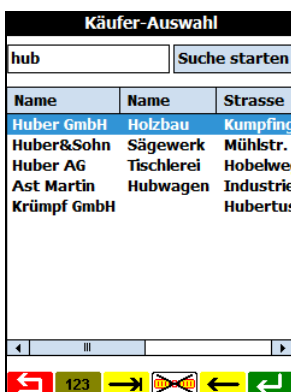 Käufer-Auswahl
hub Suche starten
Name Name Strasse
Huber GmbH Holzbau Kumpfing
Huber&Sohn Sägewerk Mühlstr.
Huber AG Tischlerei Hobelweg
Ast Martin Hubwagen Industrie
Krümpf GmbH Hubertus
123